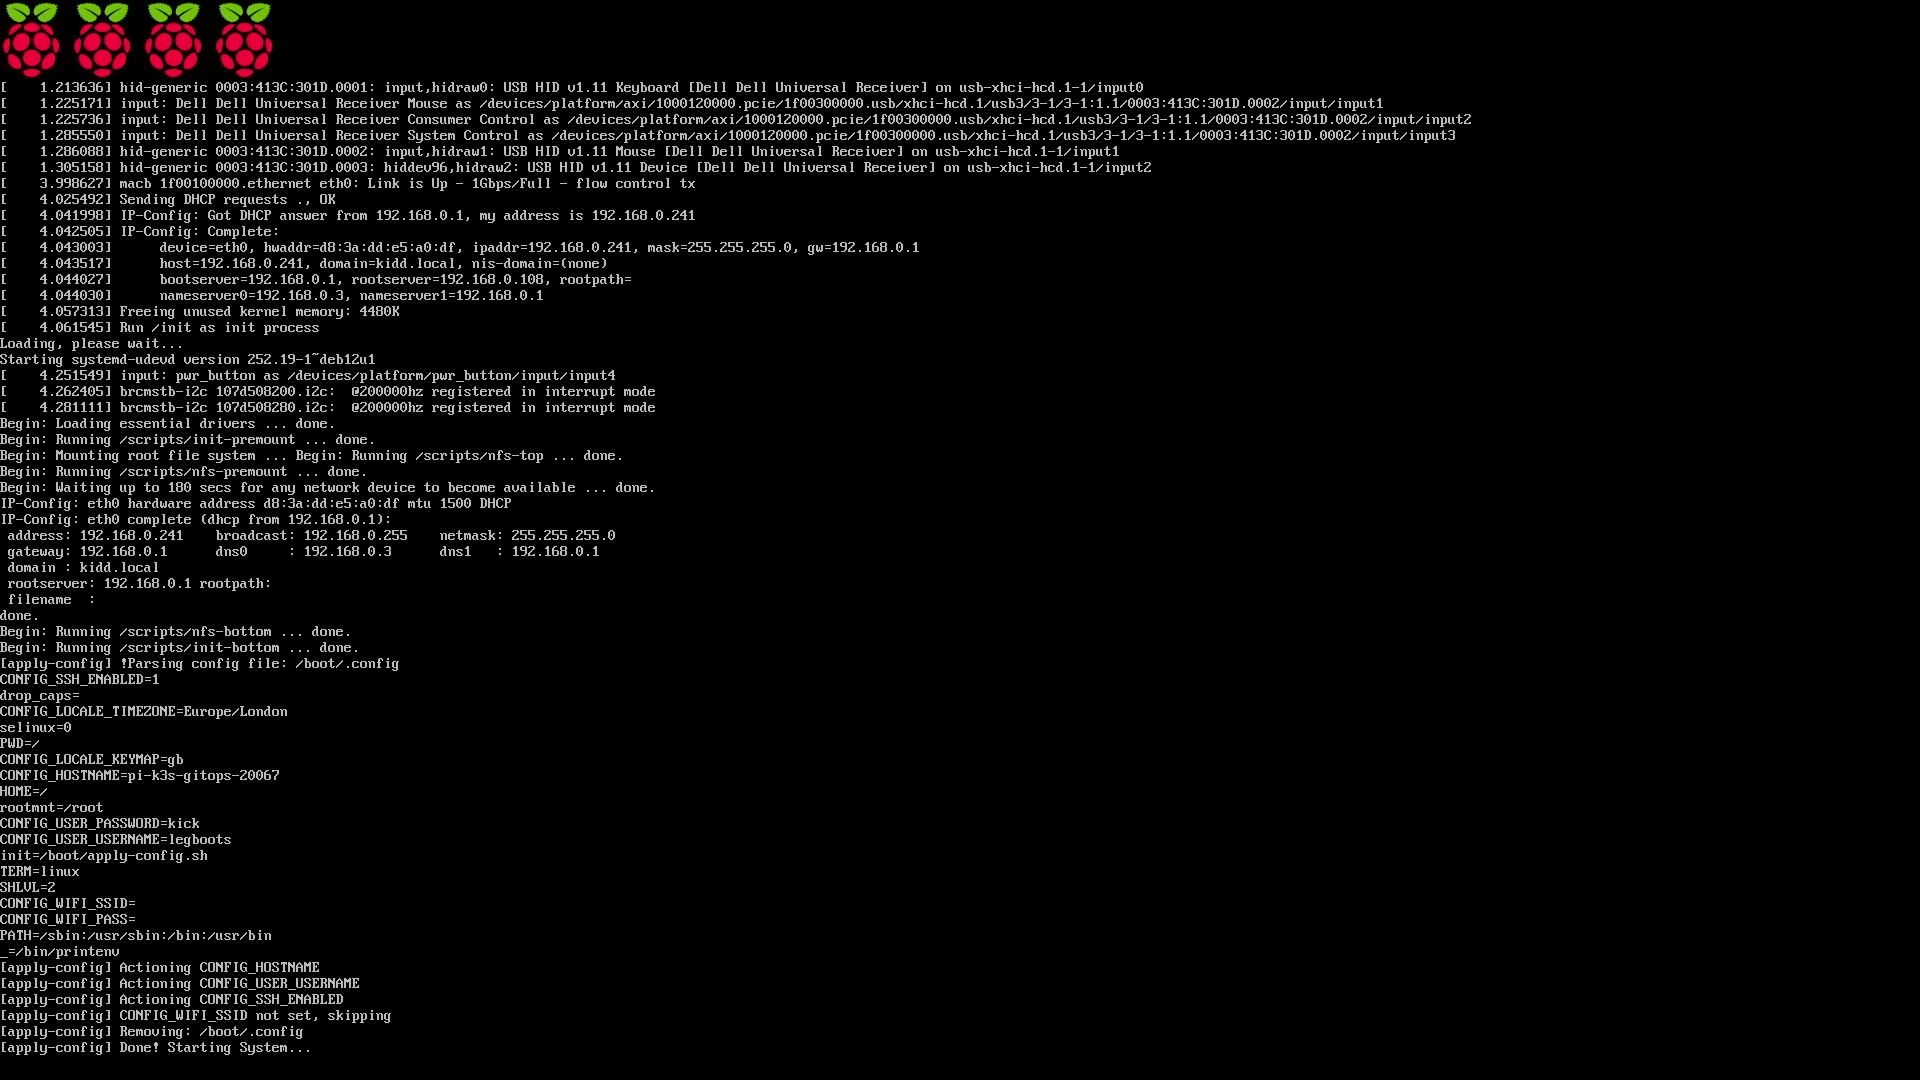 [    1.213636] hid-generic 0003:413C:301D.0001: input,hidraw0: USB HID v1.11 Keyboard [Dell Dell Universal Receiver] on usb-xhci-hcd.1-1/input0
[    1.225171] input: Dell Dell Universal Receiver Mouse as /devices/platform/axi/1000120000.pcie/1f00300000.usb/xhci-hcd.1/usb3/3-1/3-1:1.1/0003:413C:301D.0002/input/input1
[    1.225736] input: Dell Dell Universal Receiver Consumer Control as /devices/platform/axi/1000120000.pcie/1f00300000.usb/xhci-hcd.1/usb3/3-1/3-1:1.1/0003:413C:301D.0002/input/input2
[    1.285550] input: Dell Dell Universal Receiver System Control as /devices/platform/axi/1000120000.pcie/1f00300000.usb/xhci-hcd.1/usb3/3-1/3-1:1.1/0003:413C:301D.0002/input/input3
[    1.286088] hid-generic 0003:413C:301D.0002: input,hidraw1: USB HID v1.11 Mouse [Dell Dell Universal Receiver] on usb-xhci-hcd.1-1/input1
[    1.305158] hid-generic 0003:413C:301D.0003: hiddev96,hidraw2: USB HID v1.11 Device [Dell Dell Universal Receiver] on usb-xhci-hcd.1-1/input2
[    3.998627] macb 1f00100000.ethernet eth0: Link is Up - 1Gbps/Full - flow control tx
[    4.025492] Sending DHCP requests ., OK
[    4.041998] IP-Config: Got DHCP answer from 192.168.0.1, my address is 192.168.0.241
[    4.042505] IP-Config: Complete:
[    4.043003]      device=eth0, hwaddr=d8:3a:dd:e5:a0:df, ipaddr=192.168.0.241, mask=255.255.255.0, gw=192.168.0.1
[    4.043517]      host=192.168.0.241, domain=kidd.local, nis-domain=(none)
[    4.044027]      bootserver=192.168.0.1, rootserver=192.168.0.108, rootpath=
[    4.044030]      nameserver0=192.168.0.3, nameserver1=192.168.0.1
[    4.057313] Freeing unused kernel memory: 4480K
[    4.061545] Run /init as init process
Loading, please wait...
Starting systemd-udevd version 252.19-1~deb12u1
[    4.251549] input: pwr_button as /devices/platform/pwr_button/input/input4
[    4.262405] brcmstb-i2c 107d508200.i2c:  @200000hz registered in interrupt mode
[    4.281111] brcmstb-i2c 107d508280.i2c:  @200000hz registered in interrupt mode
Begin: Loading essential drivers ... done.
Begin: Running /scripts/init-premount ... done.
Begin: Mounting root file system ... Begin: Running /scripts/nfs-top ... done.
Begin: Running /scripts/nfs-premount ... done.
Begin: Waiting up to 180 secs for any network device to become available ... done.
IP-Config: eth0 hardware address d8:3a:dd:e5:a0:df mtu 1500 DHCP
IP-Config: eth0 complete (dhcp from 192.168.0.1):
 address: 192.168.0.241    broadcast: 192.168.0.255    netmask: 255.255.255.0
 gateway: 192.168.0.1      dns0     : 192.168.0.3      dns1   : 192.168.0.1
 domain : kidd.local
 rootserver: 192.168.0.1 rootpath:
 filename  :
done.
Begin: Running /scripts/nfs-bottom ... done.
Begin: Running /scripts/init-bottom ... done.
[apply-config] !Parsing config file: /boot/.config
CONFIG_SSH_ENABLED=1
drop_caps=
CONFIG_LOCALE_TIMEZONE=Europe/London
selinux=0
PWD=/
CONFIG_LOCALE_KEYMAP=gb
CONFIG_HOSTNAME=pi-k3s-gitops-20067
HOME=/
rootmnt=/root
CONFIG_USER_PASSWORD=kick
CONFIG_USER_USERNAME=legboots
init=/boot/apply-config.sh
TERM=linux
SHLVL=2
CONFIG_WIFI_SSID=
CONFIG_WIFI_PASS=
PATH=/sbin:/usr/sbin:/bin:/usr/bin
_=/bin/printenv
[apply-config] Actioning CONFIG_HOSTNAME
[apply-config] Actioning CONFIG_USER_USERNAME
[apply-config] Actioning CONFIG_SSH_ENABLED
[apply-config] CONFIG_WIFI_SSID not set, skipping
[apply-config] Removing: /boot/.config
[apply-config] Done! Starting System...